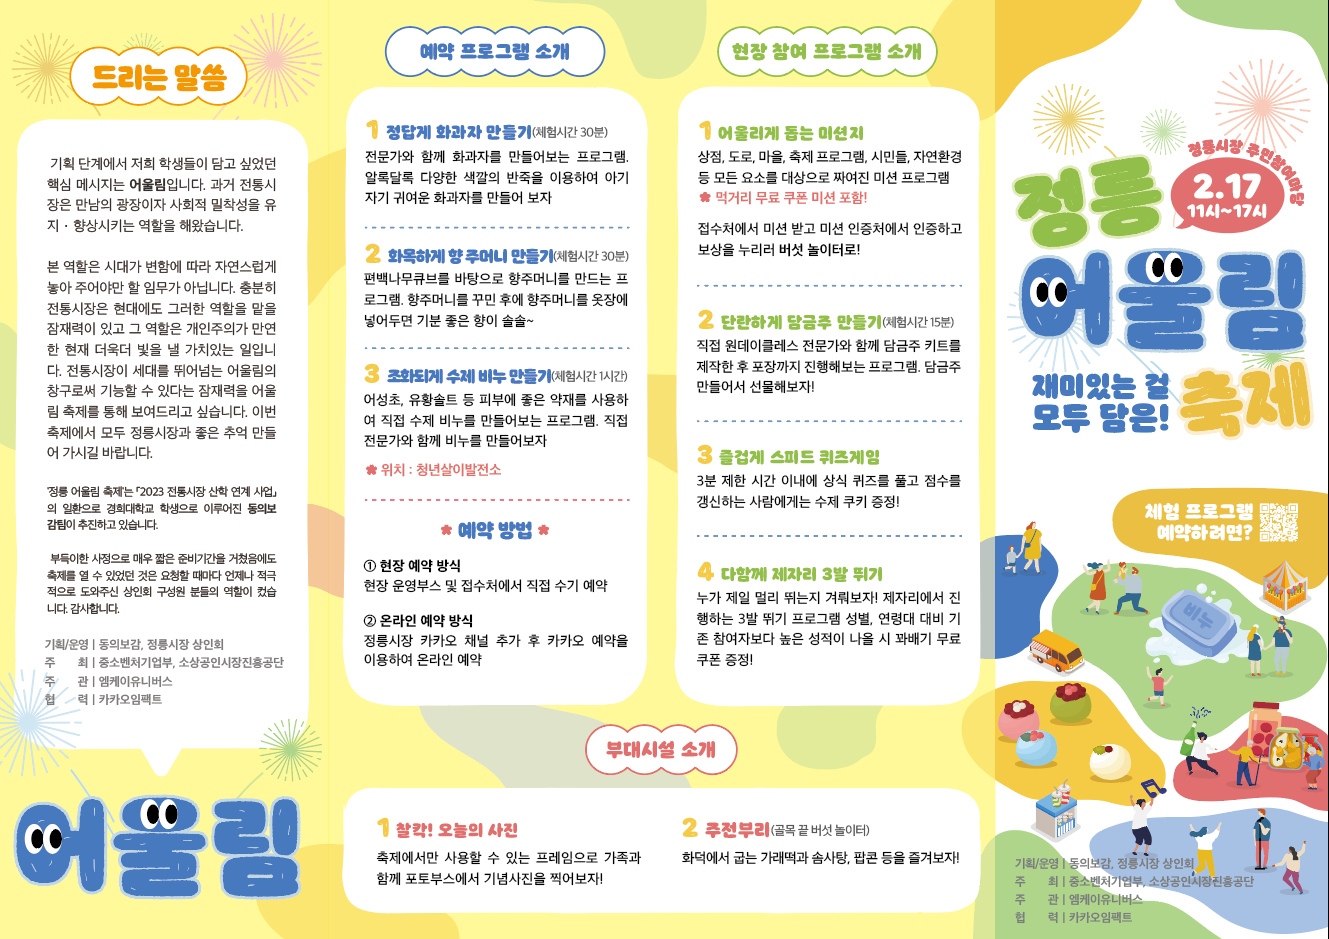 드리는 말씀
기획 단계에서 저희 학생들이 담고 싶었던
핵심 메시지는 어울림입니다. 과거 전통시
장은 만남의 광장이자 사회적 밀착성을 유
지 · 향상시키는 역할을 해왔습니다.
본 역할은 시대가 변함에 따라 자연스럽게
놓아 주어야만 할 임무가 아닙니다. 충분히
전통시장은 현대에도 그러한 역할을 맡을
잠재력이 있고 그 역할은 개인주의가 만연
한 현재 더욱더 빛을 낼 가치있는 일입니
다. 전통시장이 세대를 뛰어넘는 어울림의
창구로써 기능할 수 있다는 잠재력을 어울
림 축제를 통해 보여드리고 싶습니다. 이번
축제에서 모두 정릉시장과 좋은 추억 만들
어 가시길 바랍니다.
'정릉 어울림 축제'는 「2023 전통시장 산학 연계 사업」
의 일환으로 경희대학교 학생으로 이루어진 동의보
감팀이 추진하고 있습니다.
부득이한 사정으로 매우 짧은 준비기간을 거쳤음에도
축제를 열 수 있었던 것은 요청할 때마다 언제나 적극
적으로 도와주신 상인회 구성원 분들의 역할이 컸습
니다. 감사합니다.
기획/운영 | 동의보감, 정릉시장 상인회
주 최 | 중소벤처기업부, 소상공인시장진흥공단
주 관 | 엠케이유니버스
협 력 | 카카오임팩트
어울림
예약 프로그램 소개
1 정답게 화과자 만들기(체험시간 30분)
전문가와 함께 화과자를 만들어보는 프로그램.
알록달록 다양한 색깔의 반죽을 이용하여 아기
자기 귀여운 화과자를 만들어 보자
2 화목하게 향 주머니 만들기(체험시간 30분)
편백나무큐브를 바탕으로 향주머니를 만드는 프
로그램. 향주머니를 꾸민 후에 향주머니를 옷장에
넣어두면 기분 좋은 향이 솔솔~
3 조화되게 수제 비누 만들기(체험시간 1시간)
어성초, 유황솔트 등 피부에 좋은 약재를 사용하
여 직접 수제 비누를 만들어보는 프로그램. 직접
전문가와 함께 비누를 만들어보자
위치 : 청년살이발전소
예약 방법
① 현장 예약 방식
현장 운영부스 및 접수처에서 직접 수기 예약
② 온라인 예약 방식
정릉시장 카카오 채널 추가 후 카카오 예약을
이용하여 온라인 예약
현장 참여 프로그램 소개
1 어울리게 돕는 미션지
상점, 도로, 마을, 축제 프로그램, 시민들, 자연환경
등 모든 요소를 대상으로 짜여진 미션 프로그램
먹거리 무료 쿠폰 미션 포함!
접수처에서 미션 받고 미션 인증처에서 인증하고
보상을 누리러 버섯 놀이터로!
2 단란하게 담금주 만들기(체험시간 15분)
직접 원데이클레스 전문가와 함께 담금주 키트를
제작한 후 포장까지 진행해보는 프로그램. 담금주
만들어서 선물해보자!
3 즐겁게 스피드 퀴즈게임
3분 제한 시간 이내에 상식 퀴즈를 풀고 점수를
갱신하는 사람에게는 수제 쿠키 증정!
4 다함께 제자리 3발 뛰기
누가 제일 멀리 뛰는지 겨뤄보자! 제자리에서 진
행하는 3발 뛰기 프로그램 성별, 연령대 대비 기
존 참여자보다 높은 성적이 나올 시 꽈배기 무료
쿠폰 증정!
부대시설 소개
1 찰칵! 오늘의 사진
축제에서만 사용할 수 있는 프레임으로 가족과
함께 포토부스에서 기념사진을 찍어보자!
2 주전부리(골목 끝 버섯 놀이터)
화덕에서 굽는 가래떡과 솜사탕, 팝콘 등을 즐겨보자!
정릉시장 주민참여마당
2.17
11시~17시
정릉
어울림
축제
재미있는 걸
모두 담은!
체험 프로그램
예약하려면?
비누
기획/운영 | 동의보감, 정릉시장 상인회
주 최 | 중소벤처기업부, 소상공인시장진흥공단
주 관 | 엠케이유니버스
협 력 | 카카오임팩트